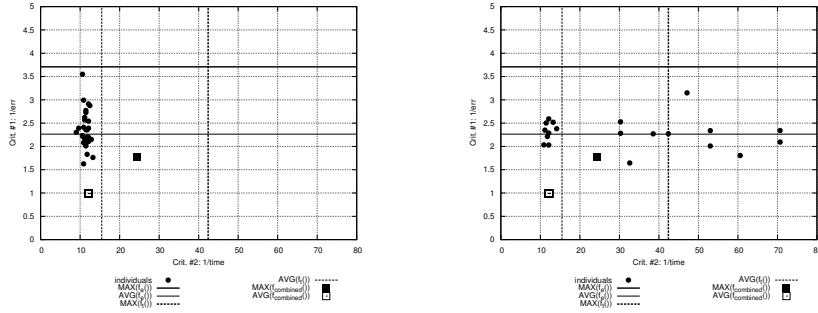 5
4.5
4
3.5
3
2.5
2
1.5
1
0.5
0
Crit. #1: 1/err
0 10 20 30 40 50 60 70 80
Crit. #2: 1/time
individuals
MAX(fe())
AVG(fe())
MAX(ft())
AVG(ft())
MAX(fcombined())
AVG(fcombined())
5
4.5
4
3.5
3
2.5
2
1.5
1
0.5
0
Crit. #1: 1/err
0 10 20 30 40 50 60 70 80
Crit. #2: 1/time
individuals
MAX(fe())
AVG(fe())
MAX(ft())
AVG(ft())
MAX(fcombined())
AVG(fcombined())